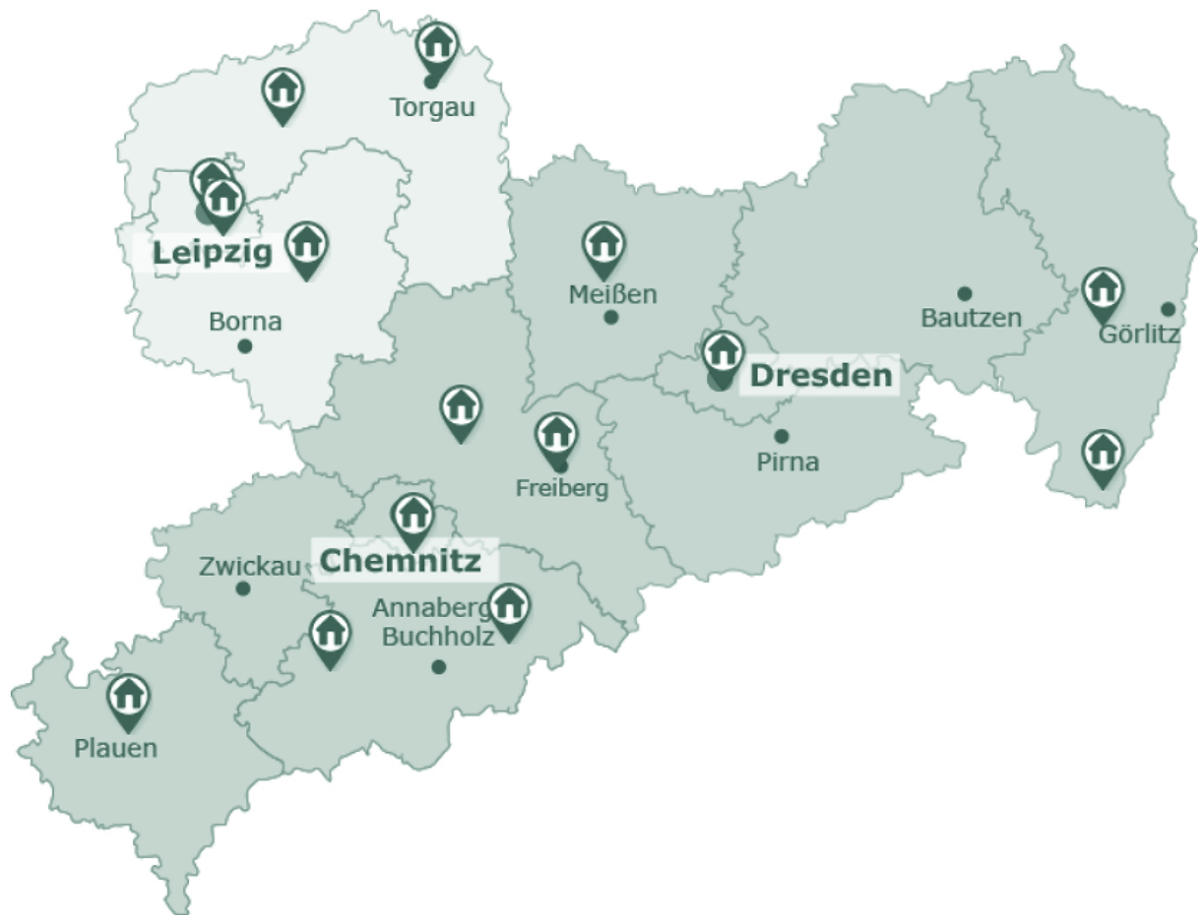 Torgau
Leipzig
Borna
Meißen
Bautzen
Görlitz
Dresden
Pirna
Freiberg
Zwickau
Chemnitz
Annaberg
Buchholz
Plauen